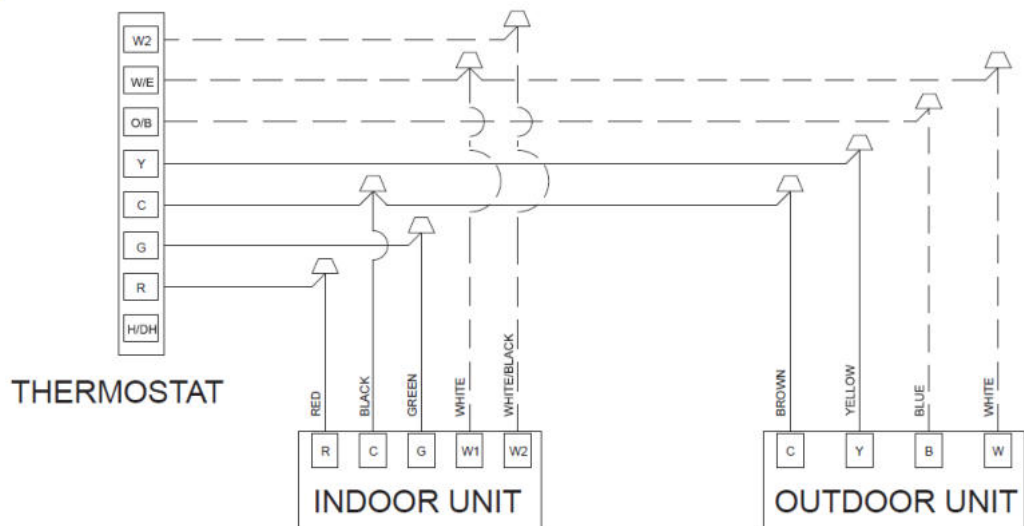 W2
W/E
O/B
Y
C
G
R
H/DH
THERMOSTAT
RED
BLACK
GREEN
WHITE
WHITE/BLACK
BROWN
YELLOW
BLUE
WHITE
R C G W1 W2
C Y B W
INDOOR UNIT
OUTDOOR UNIT